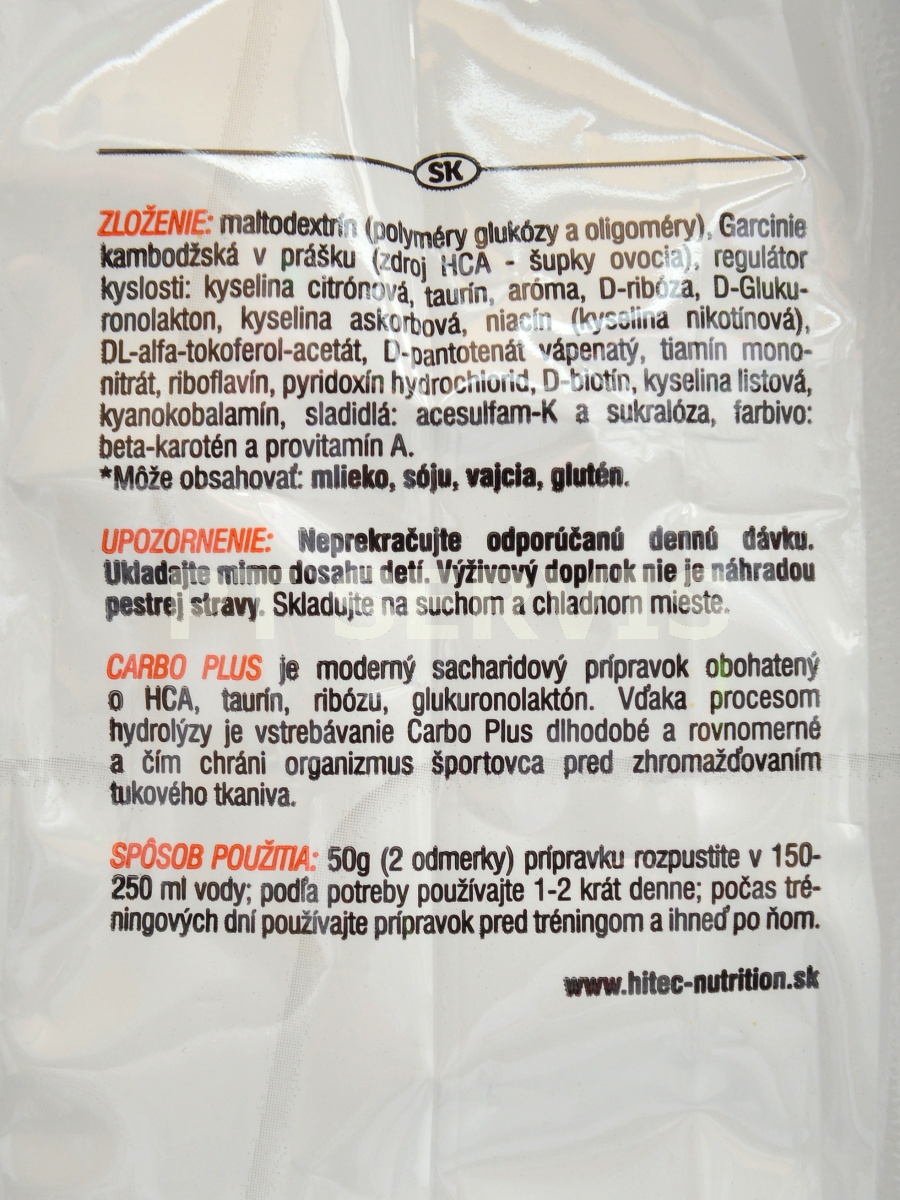 SK
ZLOŽENIE: maltodextrín (polyméry glukózy a oligoméry), Garcinie
kambodžská v prášku (zdroj HCA - šupky ovocia), regulátor
kyslosti: kyselina citrónová, taurín, aróma, D-ribóza, D-Gluku-
ronolakton, kyselina askorbová, niacín (kyselina nikotínová),
DL-alfa-tokoferol-acetát, D-pantotenát vápenatý, tiamín mono-
nitrát, riboflavín, pyridoxín hydrochlorid, D-biotín, kyselina listová,
kyanokobalamín, sladidlá: acesulfam-K a sukralóza, farbivo:
beta-karotén a provitamín A.
*Môže obsahovať: mlieko, sóju, vajcia, glutén.
UPOZORNENIE: Neprekračujte odporúčanú dennú dávku.
Ukladajte mimo dosahu detí. Výživový doplnok nie je náhradou
pestrej stravy. Skladujte na suchom a chladnom mieste.
FT SERVIS
CARBO PLUS je moderný sacharidový prípravok obohatený
o HCA, taurín, ribózu, glukuronolaktón. Vďaka procesom
hydrolýzy je vstrebávanie Carbo Plus dlhodobé a rovnomerné
a čím chráni organizmus športovca pred zhromažďovaním
tukového tkaniva.
SPÔSOB POUŽITIA: 50g (2 odmerky) prípravku rozpustite v 150-
250 ml vody; podľa potreby používajte 1-2 krát denne; počas tré-
ningových dní používajte prípravok pred tréningom a ihneď po ňom.
www.hitec-nutrition.sk